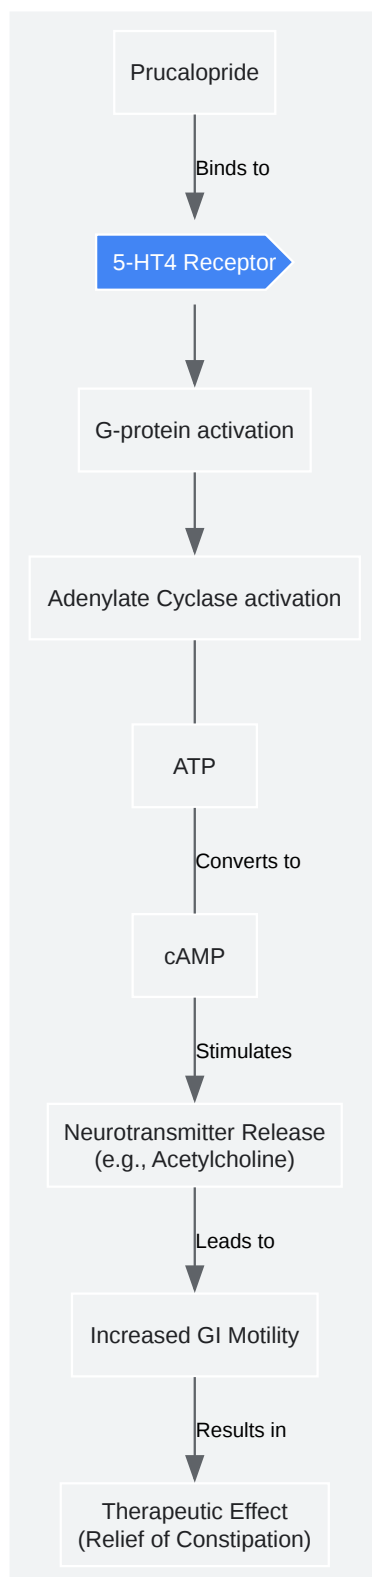 Prucalopride
Binds to
5-HT4 Receptor
G-protein activation
Adenylate Cyclase activation
ATP
Converts to
cAMP
Stimulates
Neurotransmitter Release
(e.g., Acetylcholine)
Leads to
Increased GI Motility
Results in
Therapeutic Effect
(Relief of Constipation)